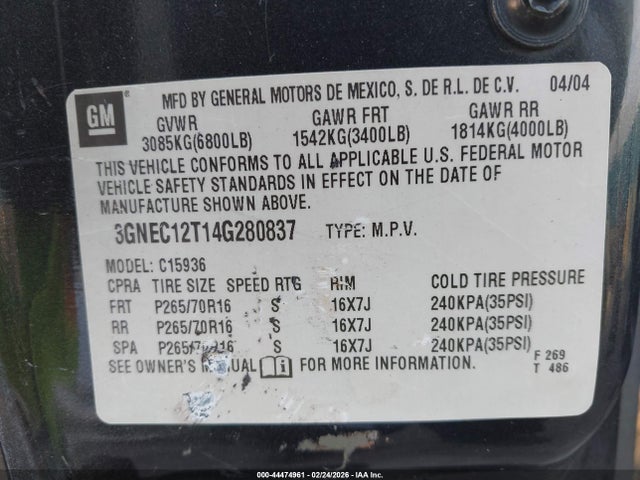 GM
MFD BY GENERAL MOTORS DE MEXICO, S. DE R.L. DE C.V. 04/04
GVWR GAWR FRT GAWR RR
3085KG(6800LB) 1542KG(3400LB) 1814KG(4000LB)
THIS VEHICLE CONFORMS TO ALL APPLICABLE U.S. FEDERAL MOTOR
VEHICLE SAFETY STANDARDS IN EFFECT ON THE DATE OF
MANUFACTURE SHOWN ABOVE.
3GNEC12T14G280837 TYPE: M.P.V.
MODEL: C15936
CPRA TIRE SIZE SPEED RTG RIM COLD TIRE PRESSURE
FRT P265/70R16 S 16X7J 240KPA(35PSI)
RR P265/70R16 S 16X7J 240KPA(35PSI)
SPA P265/70R16 S 16X7J 240KPA(35PSI)
SEE OWNER'S MANUAL FOR MORE INFORMATION.
F 269
T 486
000-44474961 - 02/24/2026 - Copyright © IAA, Inc.